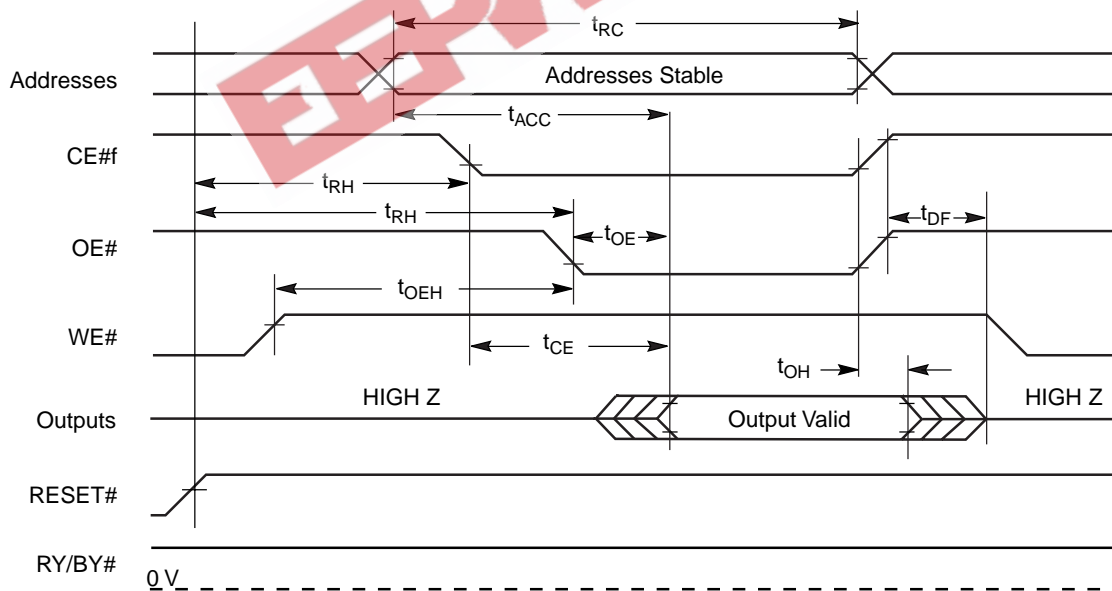 tRC
Addresses
Addresses Stable
tACC
CE#f
tRH
tRH
tDF
OE#
tOE
tOEH
WE#
tCE
tOH
HIGH Z
HIGH Z
Outputs
Output Valid
RESET#
RY/BY#
0 V